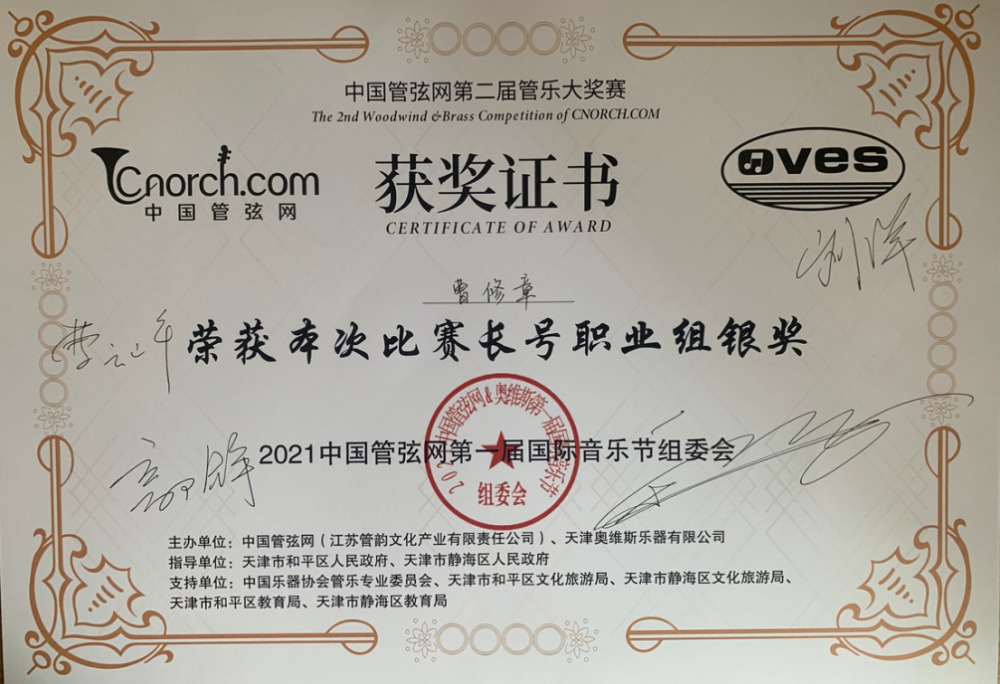 中国管弦网第二届管乐大奖赛
The 2nd Woodwind & Brass Competition of CNORCH.COM
Cnorch.com
中国管弦网
获奖证书
CERTIFICATE OF AWARD
oves
曹修章
荣获本次比赛长号职业组银奖
2021中国管弦网第一届国际音乐节组委会
组委会
主办单位：中国管弦网（江苏管韵文化产业有限责任公司）、天津奥维斯乐器有限公司
指导单位：天津市和平区人民政府、天津市静海区人民政府
支持单位：中国乐器协会管乐专业委员会、天津市和平区文化旅游局、天津市静海区文化旅游局、
天津市和平区教育局、天津市静海区教育局